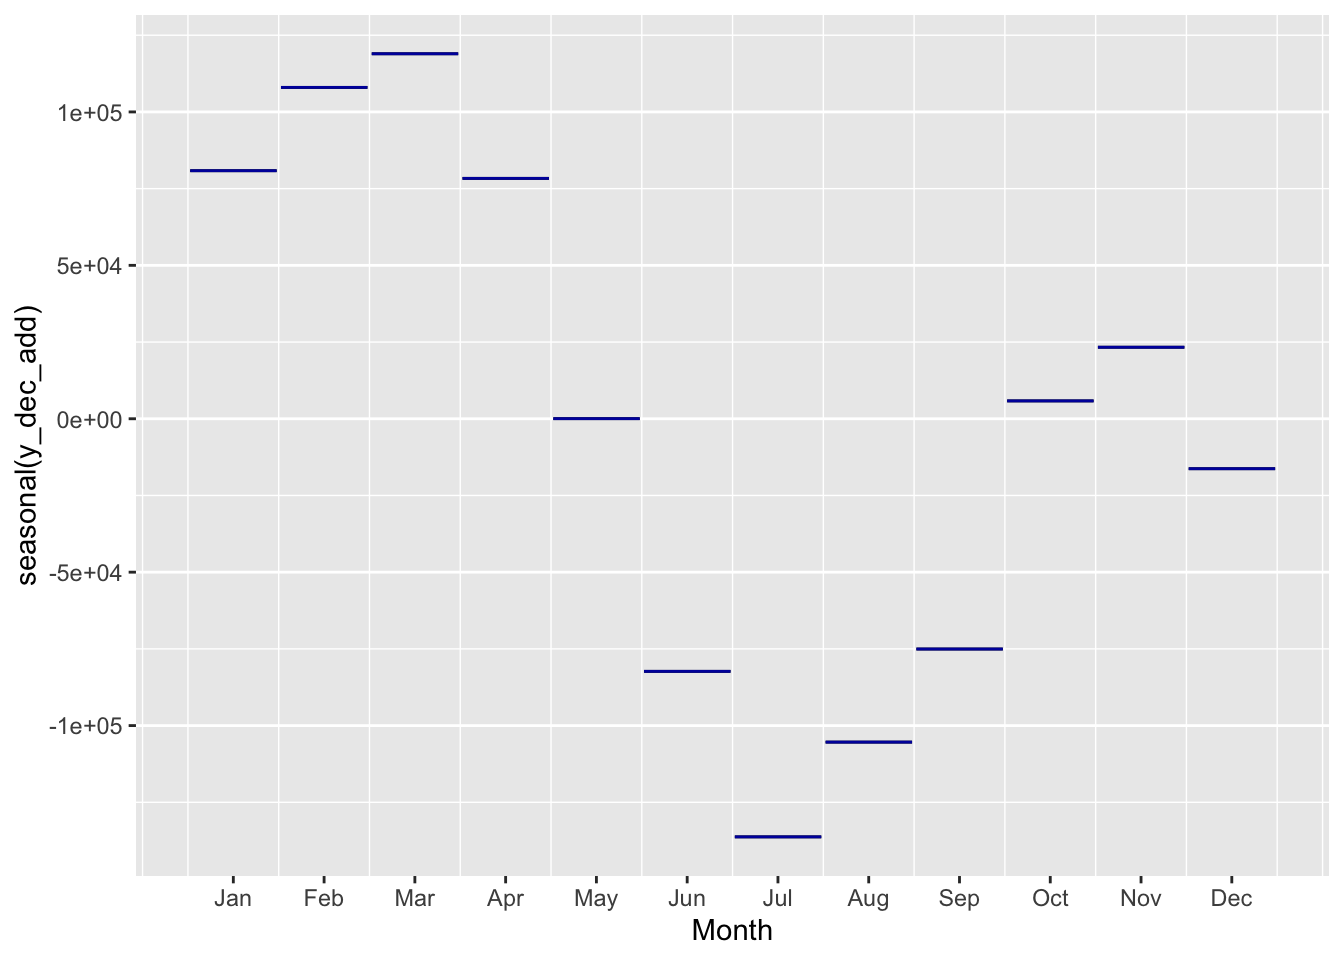 1e+05
5e+04
0e+00
-5e+04
-1e+05
seasonal(y_dec_add)
Jan Feb Mar Apr May Jun Jul Aug Sep Oct Nov Dec
Month